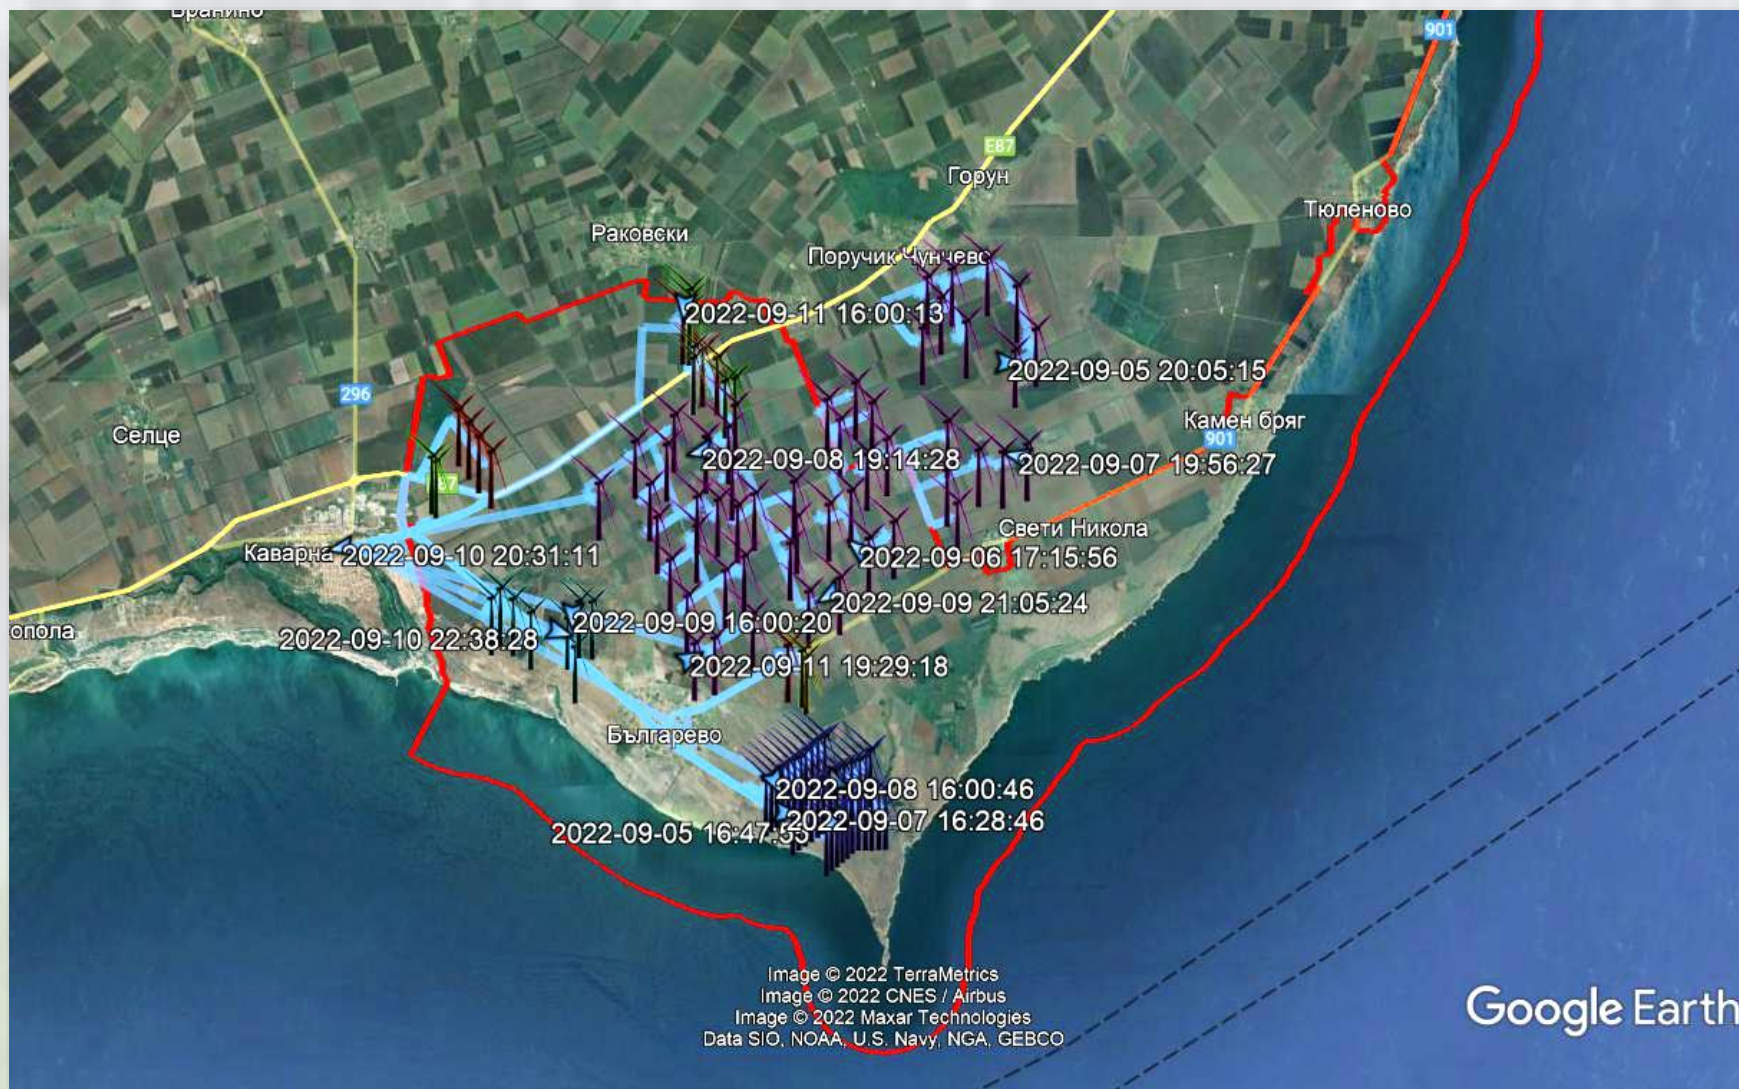 Вранино
901
E87
Горун
Тюленово
Раковски
Поручик Чунчево
2022-09-11 16:00:13
2022-09-05 20:05:15
296
Камен бряг
901
Селце
2022-09-08 19:14:28
2022-09-07 19:56:27
87
Свети Никола
Каварна
2022-09-10 20:31:11
2022-09-06 17:15:56
2022-09-09 21:05:24
опола
2022-09-10 22:38:28
2022-09-09 16:00:20
2022-09-11 19:29:18
Българево
2022-09-08 16:00:46
2022-09-05 16:47:5
2022-09-07 16:28:46
Image © 2022 TerraMetrics
Image © 2022 CNES / Airbus
Image © 2022 Maxar Technologies
Data SIO, NOAA, U.S. Navy, NGA, GEBCO
Google Earth